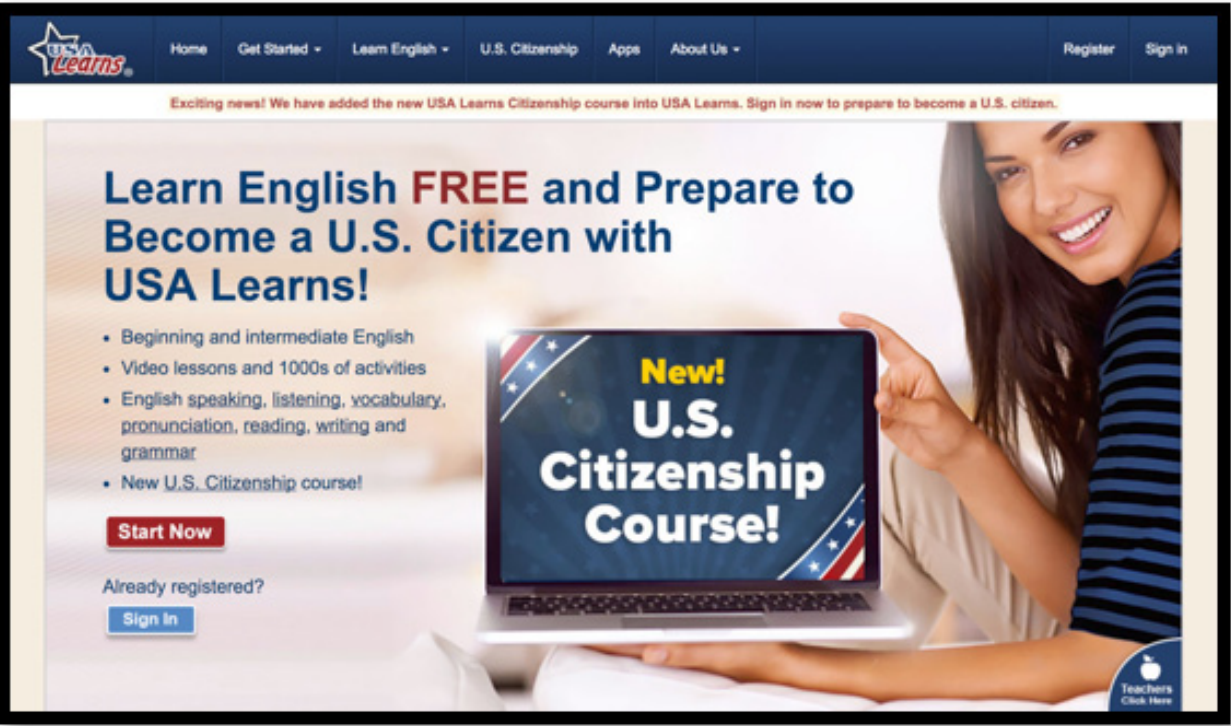 USA
Learns®
Home Get Started Learn English U.S. Citizenship Apps About Us Register Sign in
Exciting news! We have added the new USA Learns Citizenship course into USA Learns. Sign in now to prepare to become a U.S. citizen.
Learn English FREE and Prepare to
Become a U.S. Citizen with
USA Learns!
• Beginning and intermediate English
• Video lessons and 1000s of activities
• English speaking, listening, vocabulary,
pronunciation, reading, writing and
grammar
• New U.S. Citizenship course!
Start Now
Already registered?
Sign In
New!
U.S.
Citizenship
Course!
Teachers
Click Here